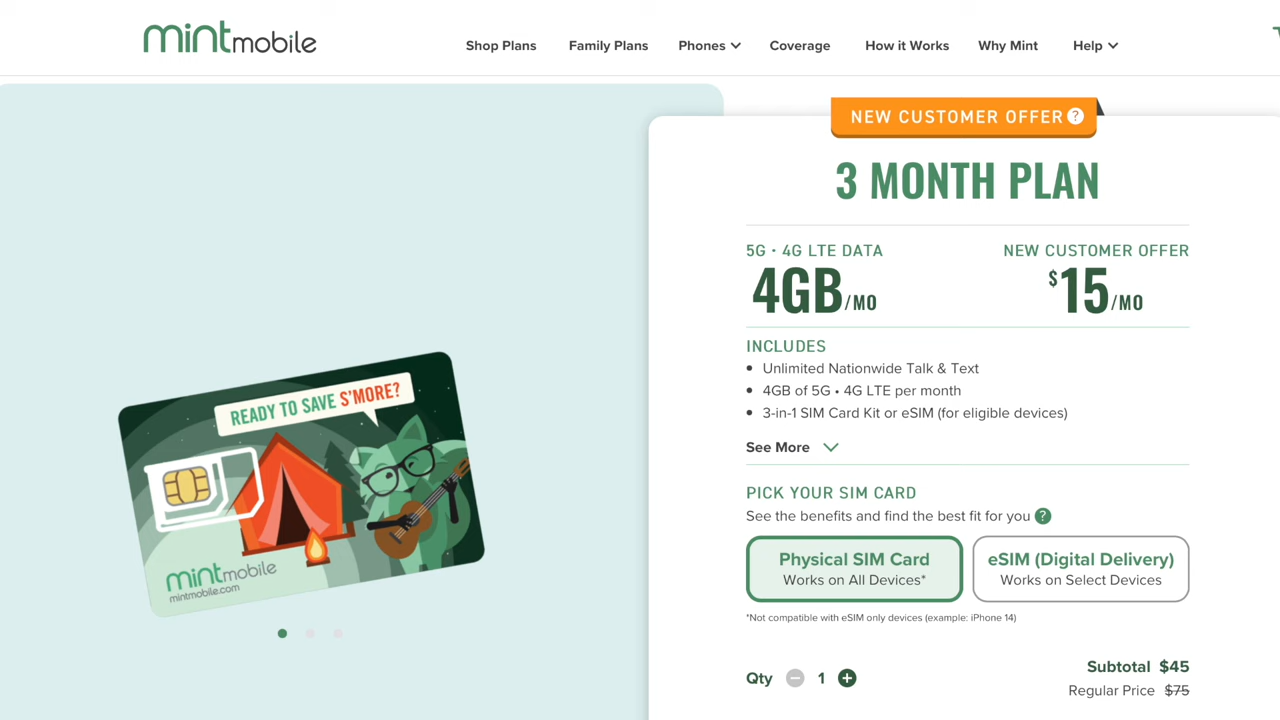 mintmobile
Shop Plans Family Plans Phones Coverage How it Works Why Mint Help
NEW CUSTOMER OFFER ?
3 MONTH PLAN
5G • 4G LTE DATA
4GB/MO
NEW CUSTOMER OFFER
$15/MO
INCLUDES
• Unlimited Nationwide Talk & Text
• 4GB of 5G • 4G LTE per month
• 3-in-1 SIM Card Kit or eSIM (for eligible devices)
See More
PICK YOUR SIM CARD
See the benefits and find the best fit for you ?
Physical SIM Card
Works on All Devices*
eSIM (Digital Delivery)
Works on Select Devices
*Not compatible with eSIM only devices (example: iPhone 14)
Qty − 1 +
Subtotal $45
Regular Price $75
READY TO SAVE S'MORE?
mintmobile
mintmobile.com